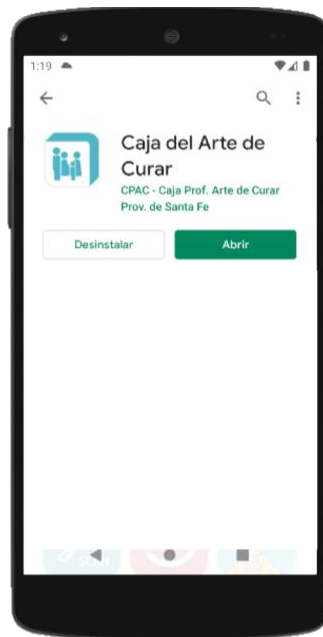 1:19
Caja del Arte de
Curar
CPAC - Caja Prof. Arte de Curar
Prov. de Santa Fe
Desinstalar
Abrir